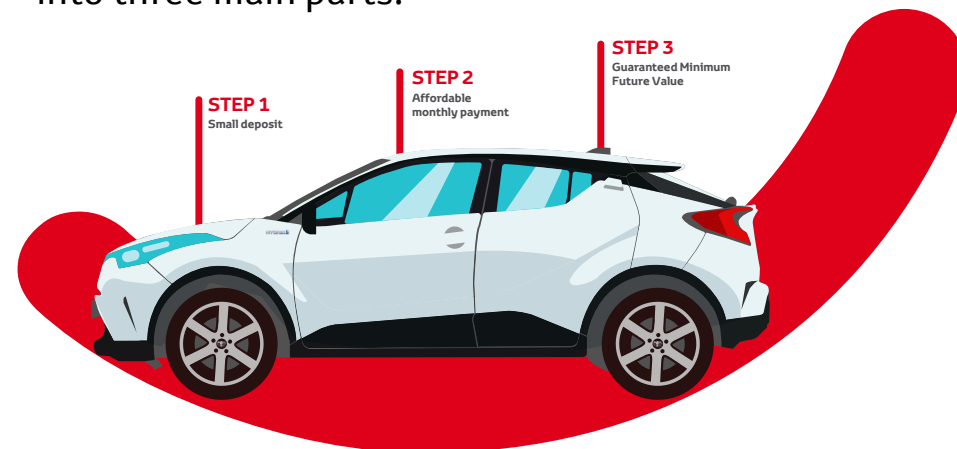 into three main parts:
STEP 1
Small deposit
STEP 2
Affordable
monthly payment
STEP 3
Guaranteed Minimum
Future Value
HYBRID